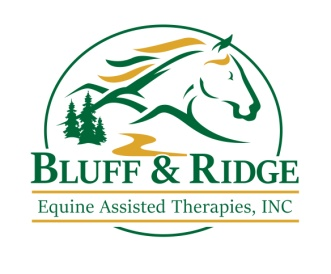 BLUFF & RIDGE
Equine Assisted Therapies, INC